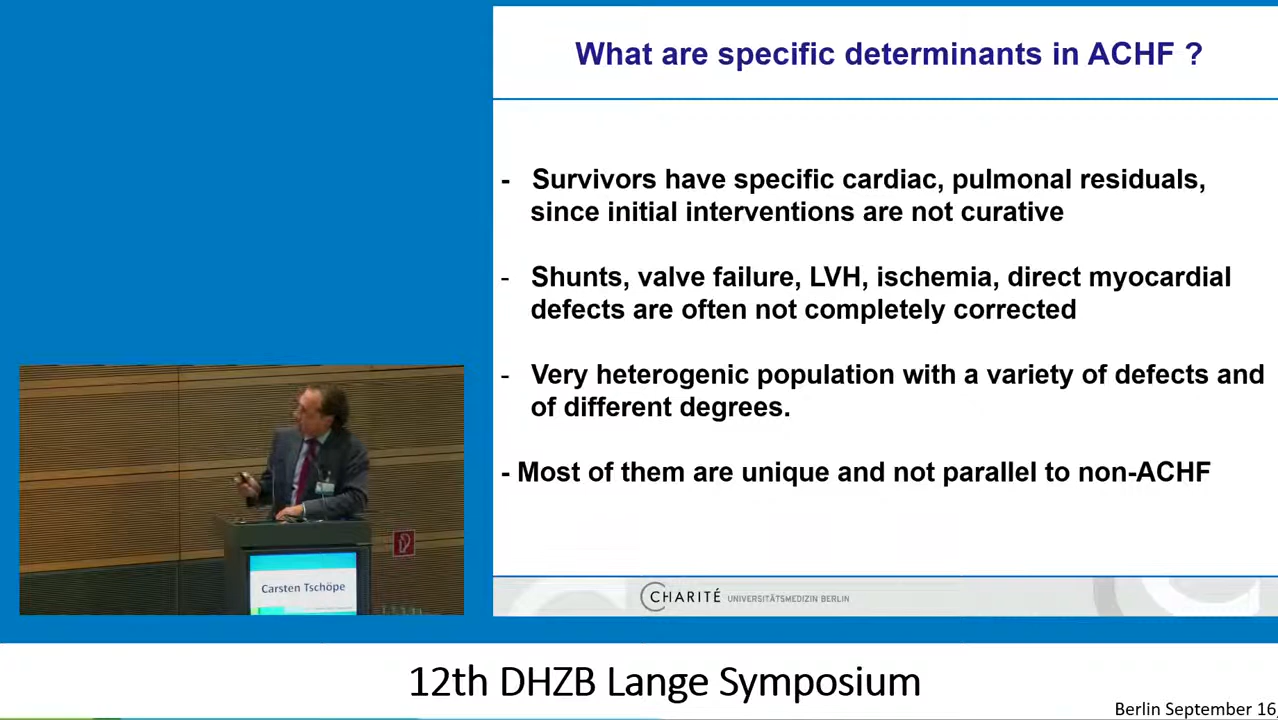 What are specific determinants in ACHF ?
- Survivors have specific cardiac, pulmonal residuals,
since initial interventions are not curative
- Shunts, valve failure, LVH, ischemia, direct myocardial
defects are often not completely corrected
- Very heterogenic population with a variety of defects and
of different degrees.
- Most of them are unique and not parallel to non-ACHF
Carsten Tschöpe
CHARITÉ UNIVERSITÄTSMEDIZIN BERLIN
12th DHZB Lange Symposium
Berlin September 16